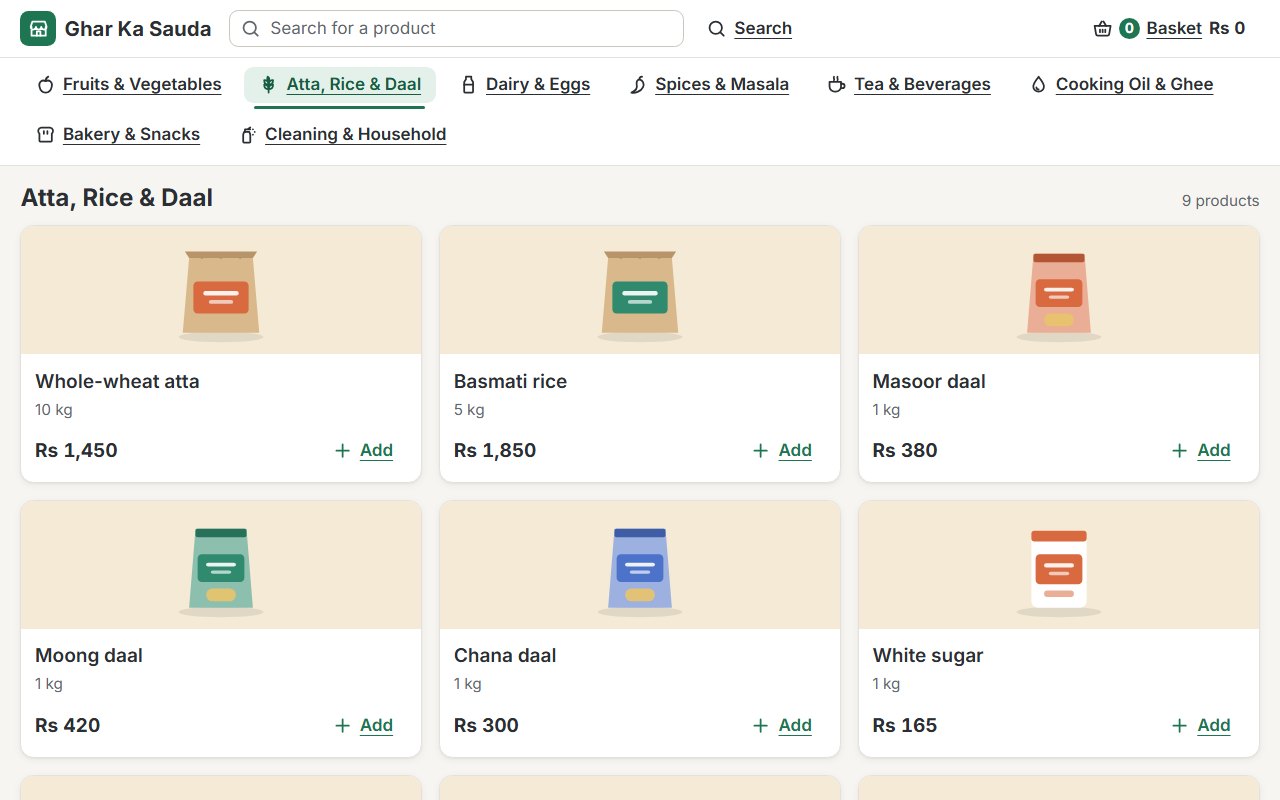 Ghar Ka Sauda
Search for a product
Search
0 Basket Rs 0
Fruits & Vegetables
Atta, Rice & Daal
Dairy & Eggs
Spices & Masala
Tea & Beverages
Cooking Oil & Ghee
Bakery & Snacks
Cleaning & Household
Atta, Rice & Daal
9 products
Whole-wheat atta
10 kg
Rs 1,450
Add
Basmati rice
5 kg
Rs 1,850
Add
Masoor daal
1 kg
Rs 380
Add
Moong daal
1 kg
Rs 420
Add
Chana daal
1 kg
Rs 300
Add
White sugar
1 kg
Rs 165
Add